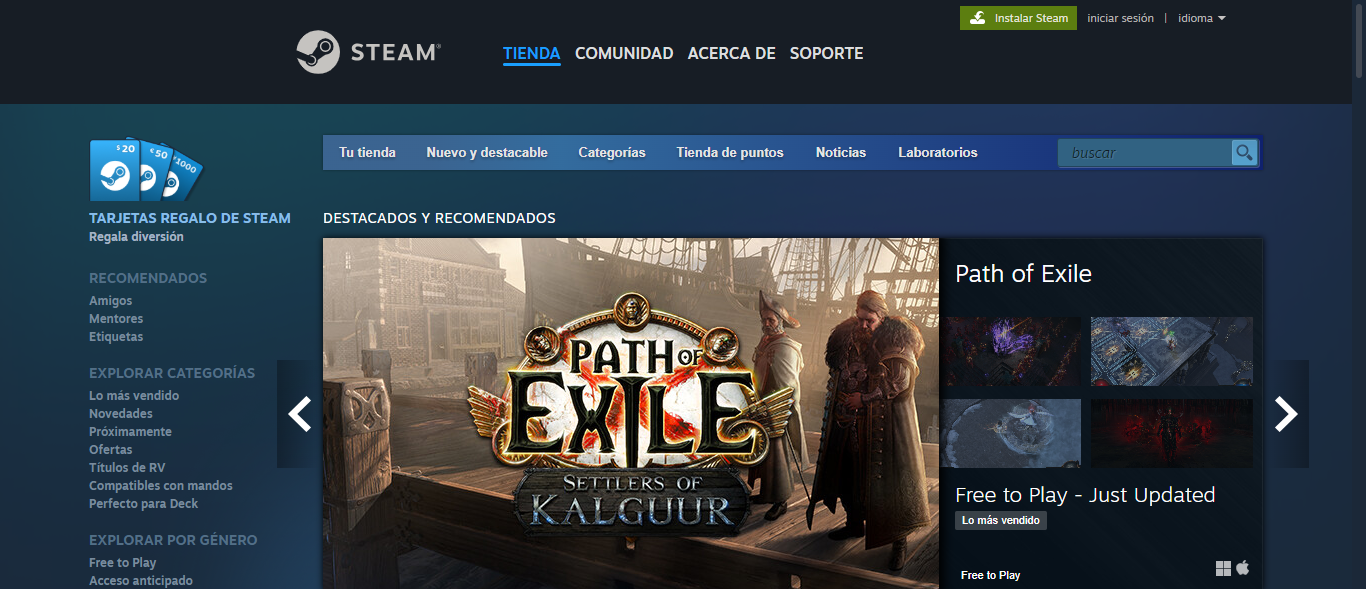 Instalar Steam
iniciar sesión | idioma
STEAM®
TIENDA COMUNIDAD ACERCA DE SOPORTE
$20
€50
1000
Tu tienda
Nuevo y destacable
Categorías
Tienda de puntos
Noticias
Laboratorios
buscar
TARJETAS REGALO DE STEAM
Regala diversión
RECOMENDADOS
Amigos
Mentores
Etiquetas
EXPLORAR CATEGORÍAS
Lo más vendido
Novedades
Próximamente
Ofertas
Títulos de RV
Compatibles con mandos
Perfecto para Deck
EXPLORAR POR GÉNERO
Free to Play
Acceso anticipado
DESTACADOS Y RECOMENDADOS
PATH OF
EXILE
SETTLERS OF
KALGUUR
Path of Exile
Free to Play - Just Updated
Lo más vendido
Free to Play